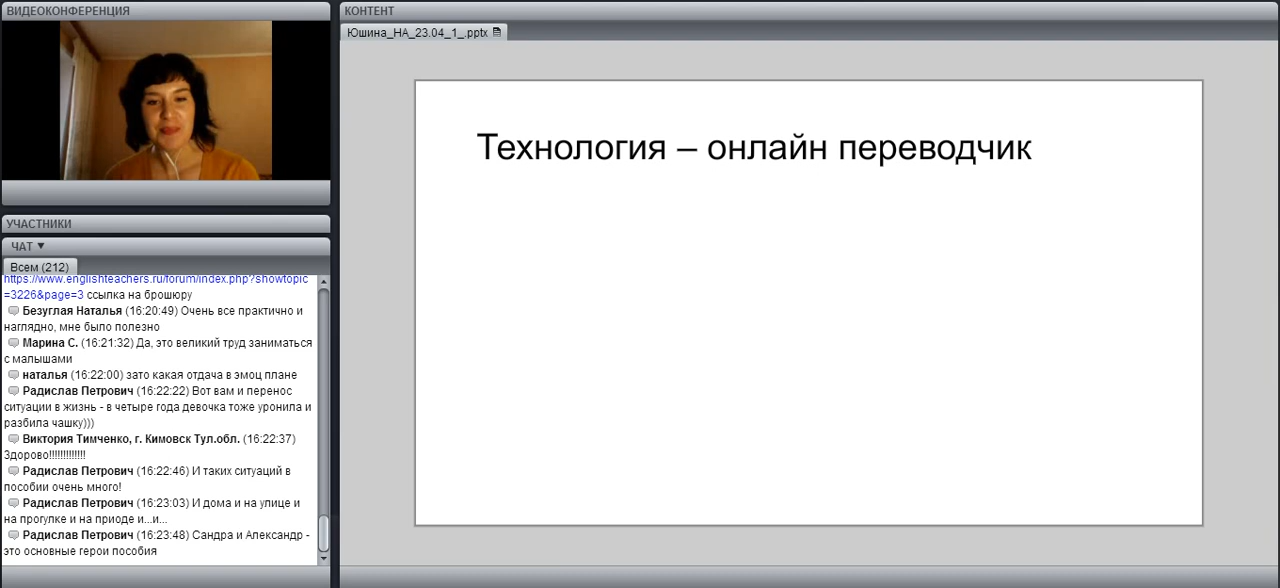 ВИДЕОКОНФЕРЕНЦИЯ
УЧАСТНИКИ
ЧАТ
Всем (212)
https://www.englishteachers.ru/forum/index.php?showtopic
=3226&page=3 ссылка на брошюру
Безуглая Наталья (16:20:49) Очень все практично и
наглядно, мне было полезно
Марина С. (16:21:32) Да, это великий труд заниматься
с малышами
наталья (16:22:00) зато какая отдача в эмоц плане
Радислав Петрович (16:22:22) Вот вам и перенос
ситуации в жизнь - в четыре года девочка тоже уронила и
разбила чашку)))
Виктория Тимченко, г. Кимовск Тул.обл. (16:22:37)
Здорово!!!!!!!!!!!!!
Радислав Петрович (16:22:46) И таких ситуаций в
пособии очень много!
Радислав Петрович (16:23:03) И дома и на улице и
на прогулке и на приоде и...и...
Радислав Петрович (16:23:48) Сандра и Александр -
это основные герои пособия
КОНТЕНТ
Юшина_НА_23.04_1_.pptx
Технология – онлайн переводчик